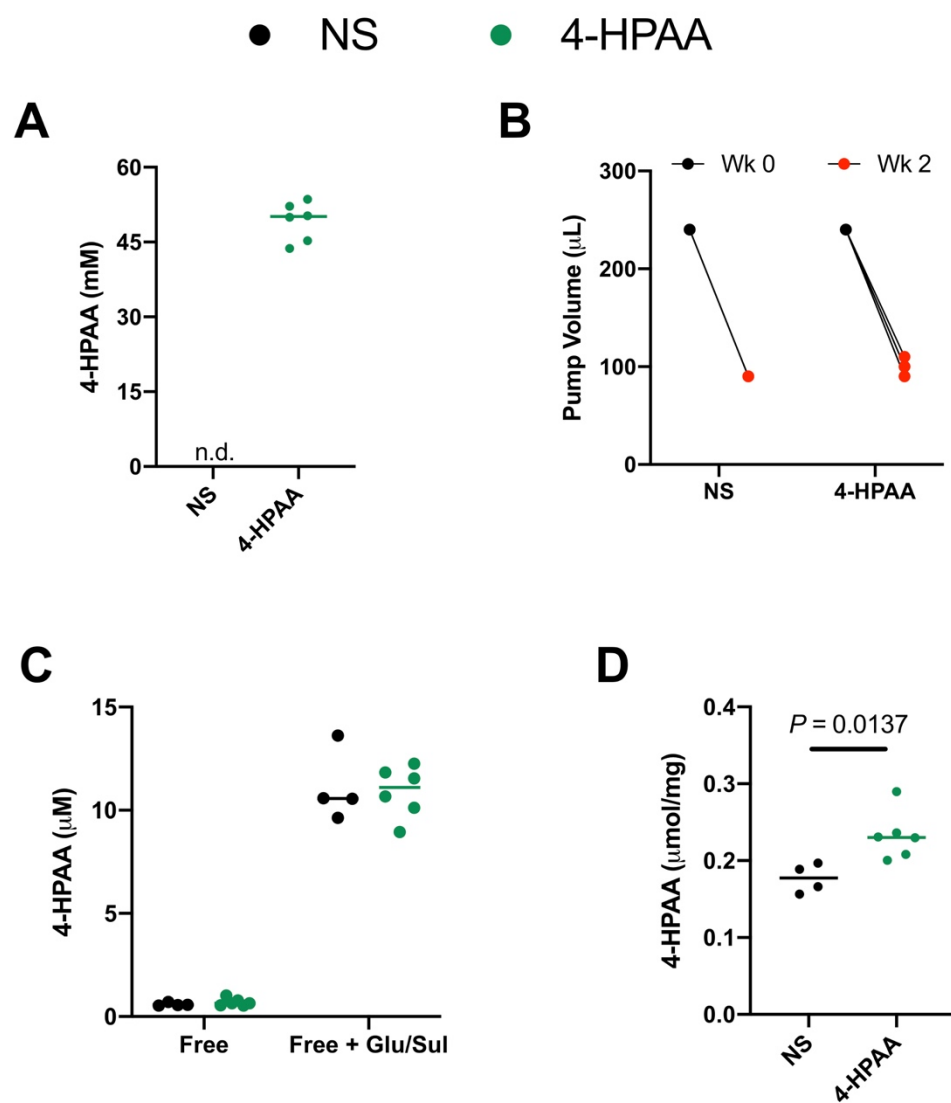 NS 4-HPAA
A
4-HPAA (mM)
60
45
30
15
0
n.d.
NS
4-HPAA
B
Pump Volume (μL)
300
200
100
0
Wk 0 Wk 2
NS 4-HPAA
C
4-HPAA (μM)
15
10
5
0
Free Free + Glu/Sul
D
4-HPAA (μmol/mg)
0.4
0.3
0.2
0.1
0.0
P = 0.0137
NS
4-HPAA